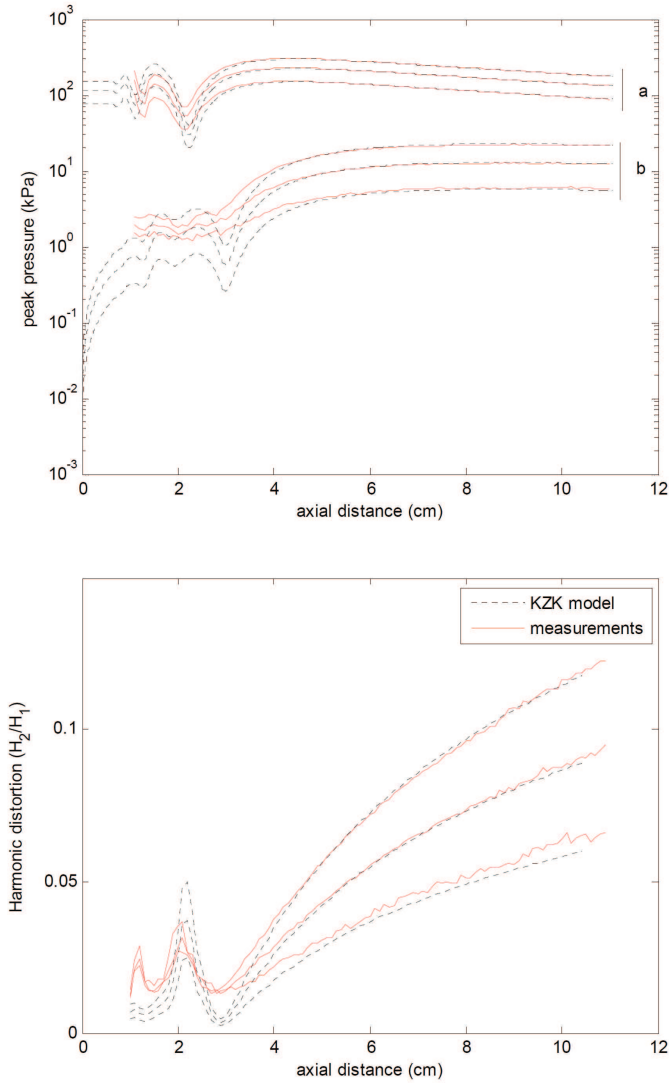 10^3
10^2
10^1
10^0
10^-1
10^-2
10^-3
peak pressure (kPa)
a
b
0 2 4 6 8 10 12
axial distance (cm)
KZK model
measurements
0.1
0.05
0
Harmonic distortion (H_2/H_1)
0 2 4 6 8 10 12
axial distance (cm)